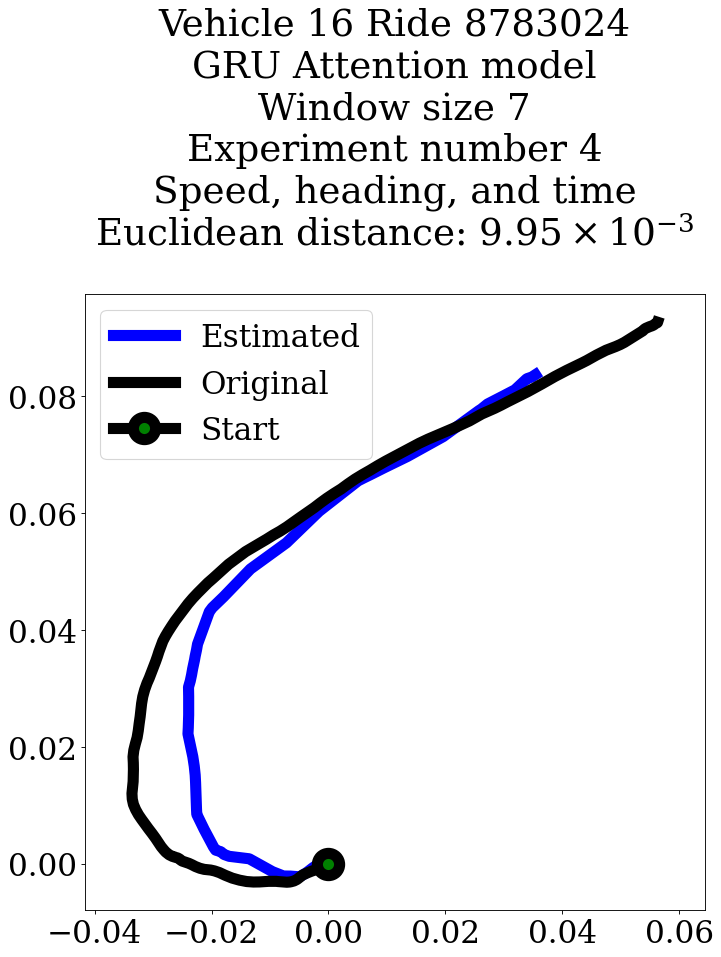 Vehicle 16 Ride 8783024
GRU Attention model
Window size 7
Experiment number 4
Speed, heading, and time
Euclidean distance: 9.95 × 10⁻³
Estimated
Original
Start
0.08
0.06
0.04
0.02
0.00
−0.04 −0.02 0.00 0.02 0.04 0.06